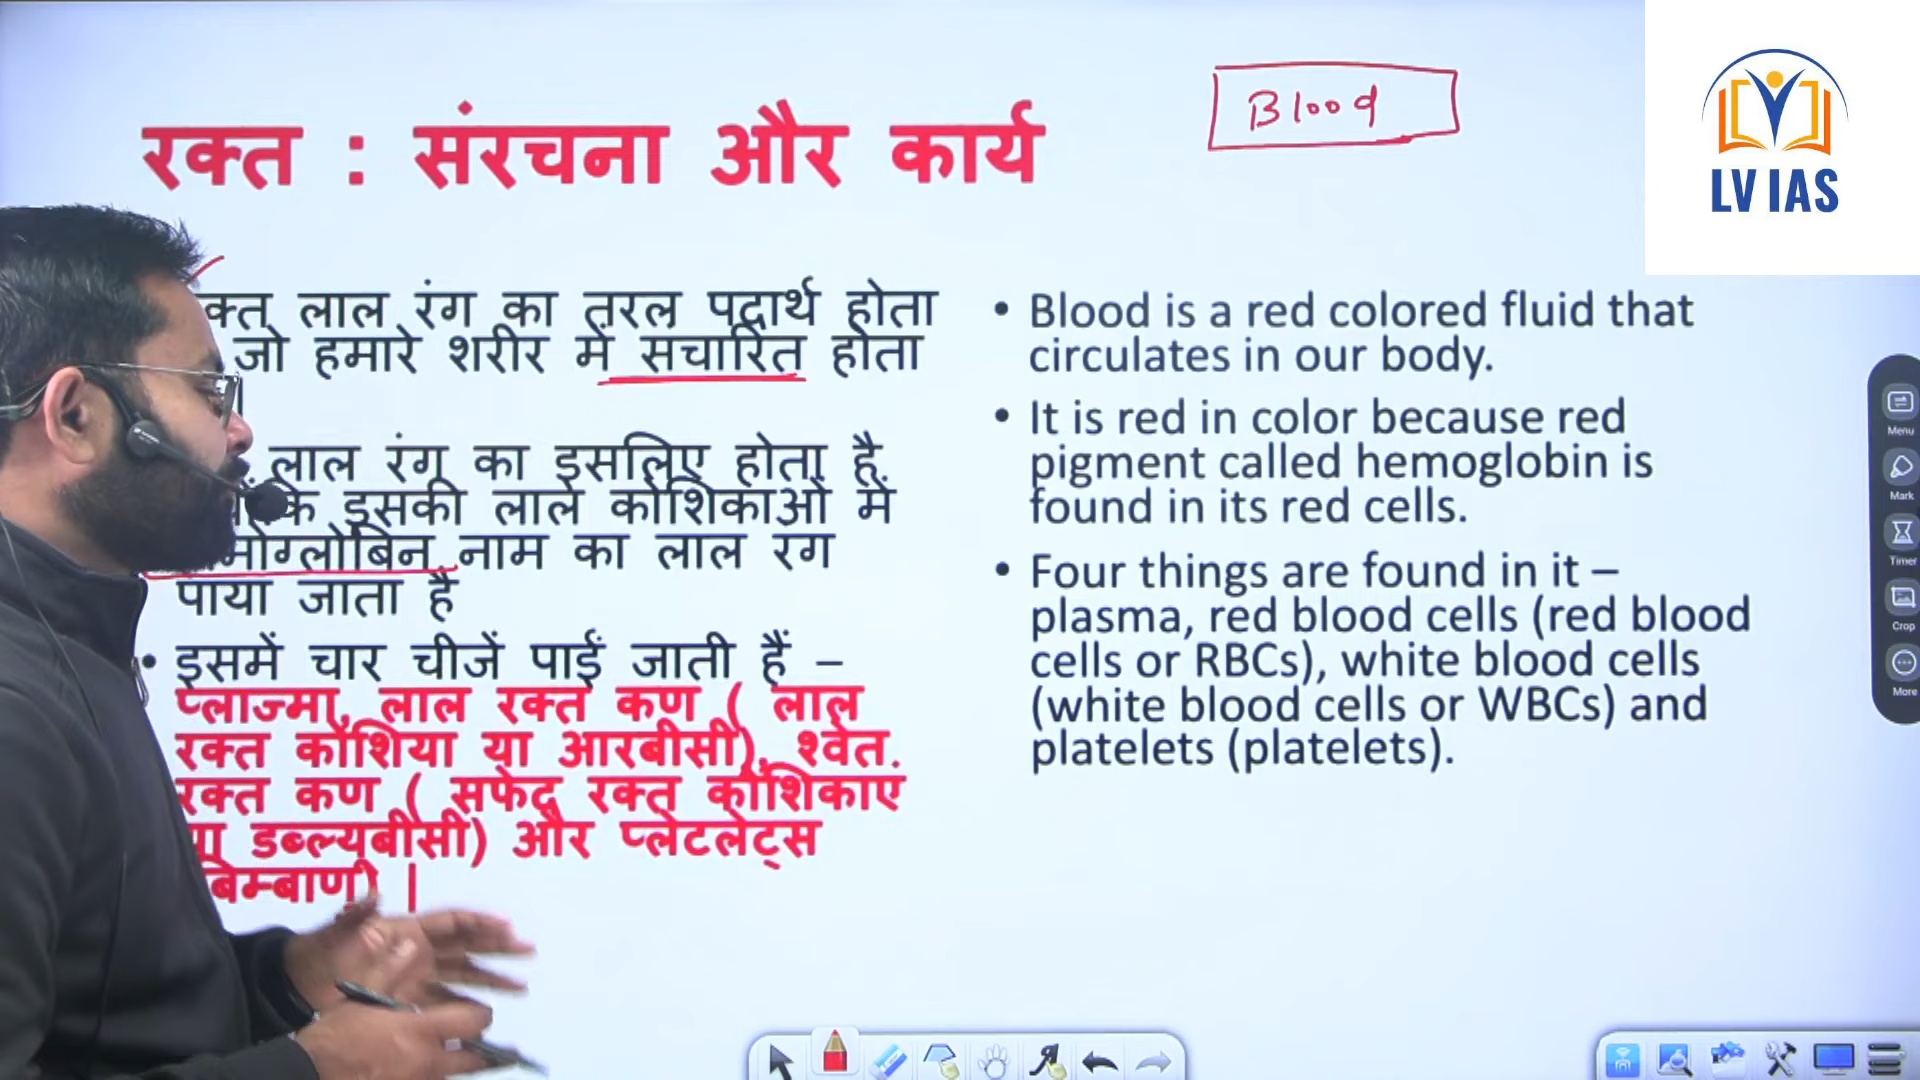 Blood
रक्त : संरचना और कार्य
LV IAS
क्त लाल रंग का तरल पदार्थ होता
जो हमारे शरीर में संचारित होता
लाल रंग का इसलिए होता है
कि इसकी लाल कोशिकाओं में
मोग्लोबिन नाम का लाल रंग
पाया जाता है
• इसमें चार चीजें पाई जाती हैं –
प्लाज्मा, लाल रक्त कण ( लाल
रक्त कोशिया या आरबीसी), श्वेत
रक्त कण ( सफेद रक्त कोशिकाएं
या डब्ल्यूबीसी) और प्लेटलेट्स
बिम्बाणु) |
• Blood is a red colored fluid that
circulates in our body.
• It is red in color because red
pigment called hemoglobin is
found in its red cells.
• Four things are found in it –
plasma, red blood cells (red blood
cells or RBCs), white blood cells
(white blood cells or WBCs) and
platelets (platelets).
Menu
Mark
Timer
Crop
More